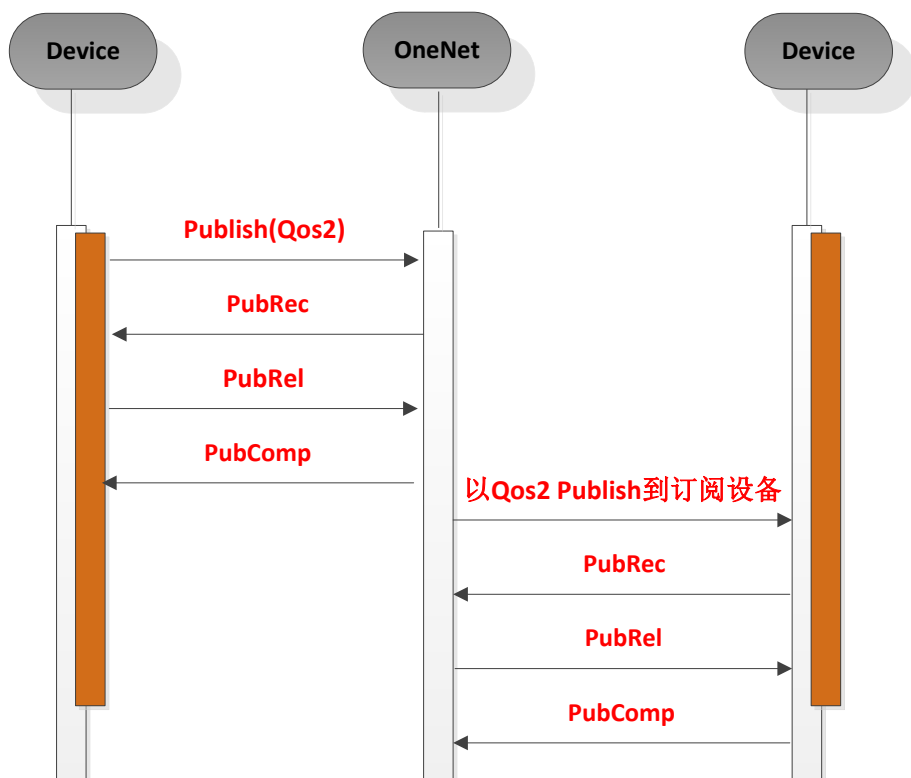 Device
OneNet
Device
Publish(Qos2)
PubRec
PubRel
PubComp
以Qos2 Publish到订阅设备
PubRec
PubRel
PubComp